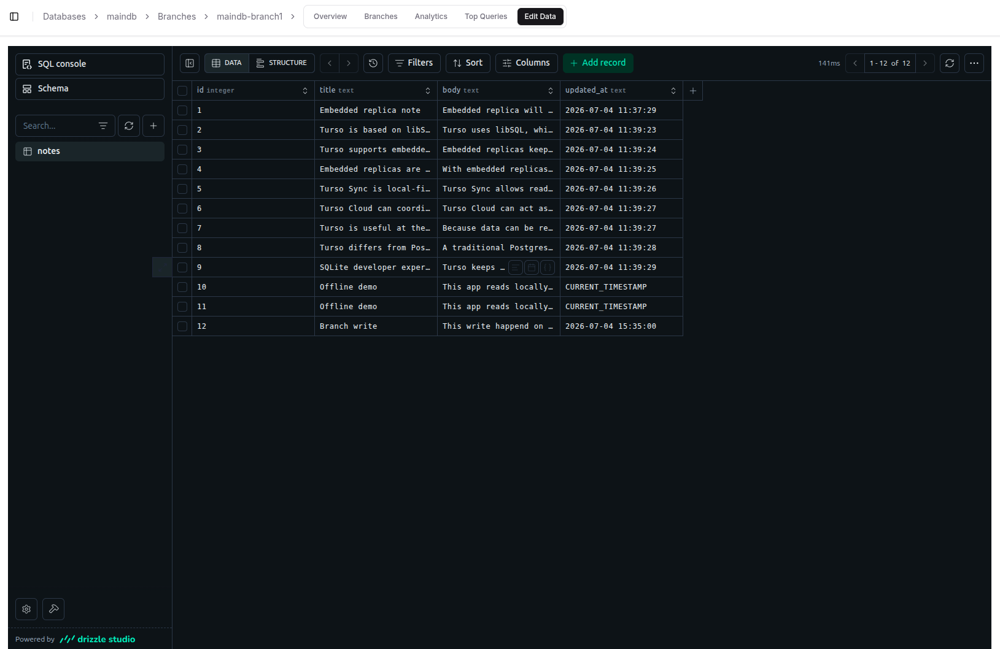 Databases > maindb > Branches > maindb-branch1 > Overview Branches Analytics Top Queries Edit Data
SQL console
Schema
Search...
notes
DATA STRUCTURE Filters Sort Columns + Add record 141ms 1 - 12 of 12
id integer title text body text updated_at text
1 Embedded replica note Embedded replica will … 2026-07-04 11:37:29
2 Turso is based on libS… Turso uses libSQL, whi… 2026-07-04 11:39:23
3 Turso supports embedde… Embedded replicas keep… 2026-07-04 11:39:24
4 Embedded replicas are … With embedded replicas… 2026-07-04 11:39:25
5 Turso Sync is local-fi… Turso Sync allows read… 2026-07-04 11:39:26
6 Turso Cloud can coordi… Turso Cloud can act as… 2026-07-04 11:39:27
7 Turso is useful at the… Because data can be re… 2026-07-04 11:39:27
8 Turso differs from Pos… A traditional Postgres… 2026-07-04 11:39:28
9 SQLite developer exper… Turso keeps … 2026-07-04 11:39:29
10 Offline demo This app reads locally… CURRENT_TIMESTAMP
11 Offline demo This app reads locally… CURRENT_TIMESTAMP
12 Branch write This write happend on … 2026-07-04 15:35:00
Powered by drizzle studio